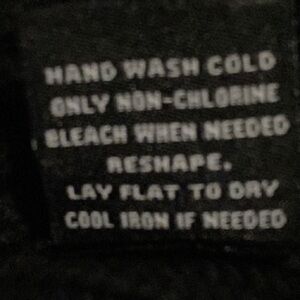 HAND WASH COLD
ONLY NON-CHLORINE
BLEACH WHEN NEEDED
RESHAPE.
LAY FLAT TO DRY
COOL IRON IF NEEDED